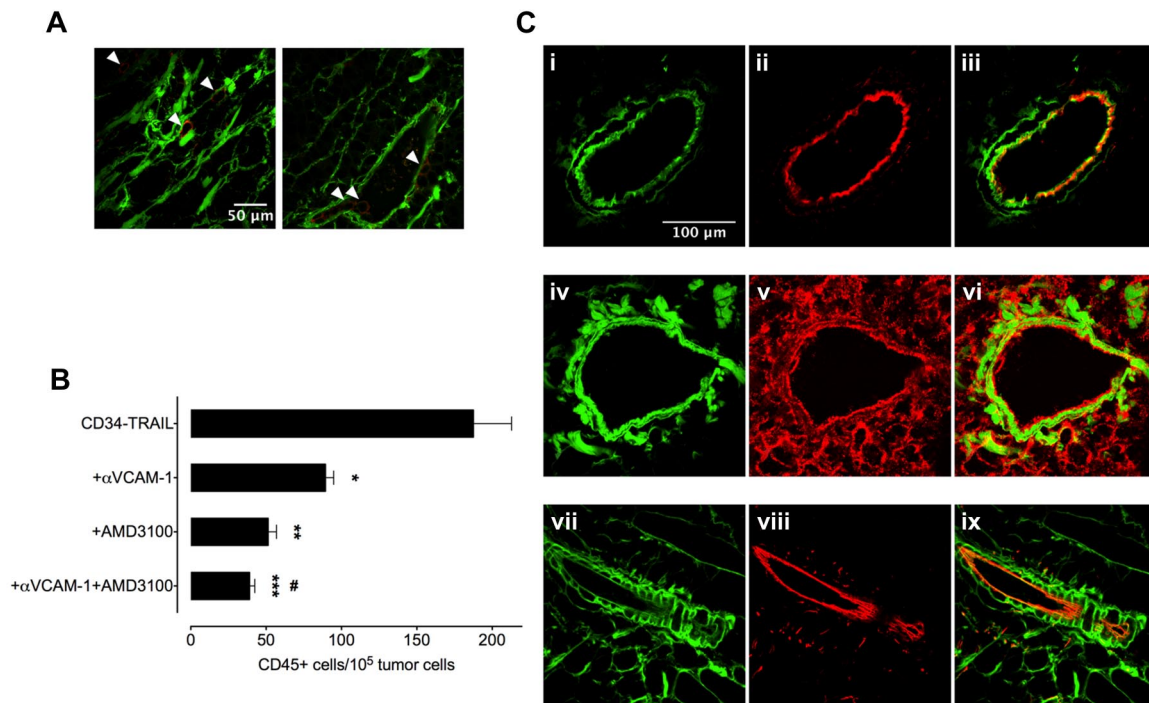 A
50 µm
B
CD34-TRAIL
+αVCAM-1
*
+AMD3100
**
+αVCAM-1+AMD3100
*** #
0 50 100 150 200
CD45+ cells/10⁵ tumor cells
C
i ii iii
100 µm
iv v vi
vii viii ix